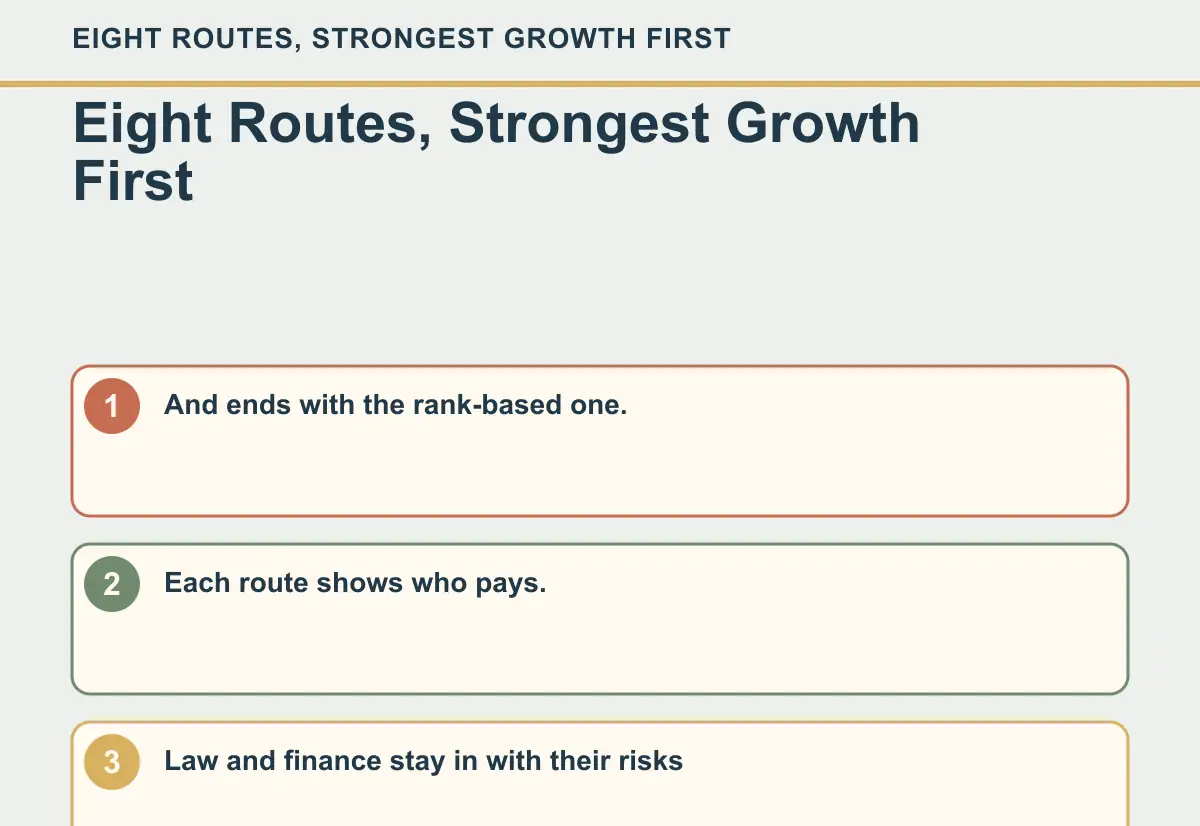 EIGHT ROUTES, STRONGEST GROWTH FIRST
Eight Routes, Strongest Growth
First
1
And ends with the rank-based one.
2
Each route shows who pays.
3
Law and finance stay in with their risks